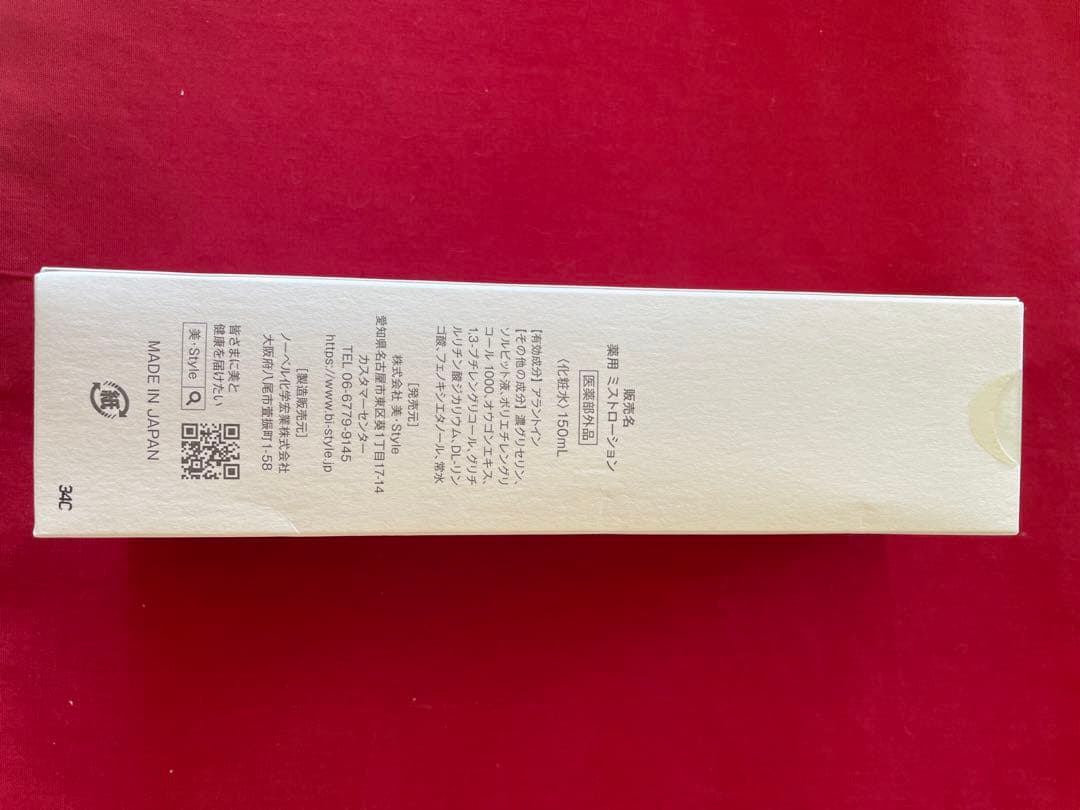 販売名
薬用 ミストローション
医薬部外品
〈化粧水〉150mL
【有効成分】アラントイン
【その他の成分】濃グリセリン、
ソルビット液、ポリエチレングリ
コール1000、オウゴンエキス、
1,3-ブチレングリコール、グリチ
ルリチン酸ジカリウム、DL-リン
ゴ酸、フェノキシエタノール、常水
[発売元]
株式会社 美・Style
愛知県名古屋市東区葵1丁目17-14
カスタマーセンター
TEL 06-6779-9145
https://www.bi-style.jp
[製造販売元]
ノーベル化学宏業株式会社
大阪府八尾市萱振町1-58
皆さまに美と
健康を届けたい
美・Style
MADE IN JAPAN
紙
34C